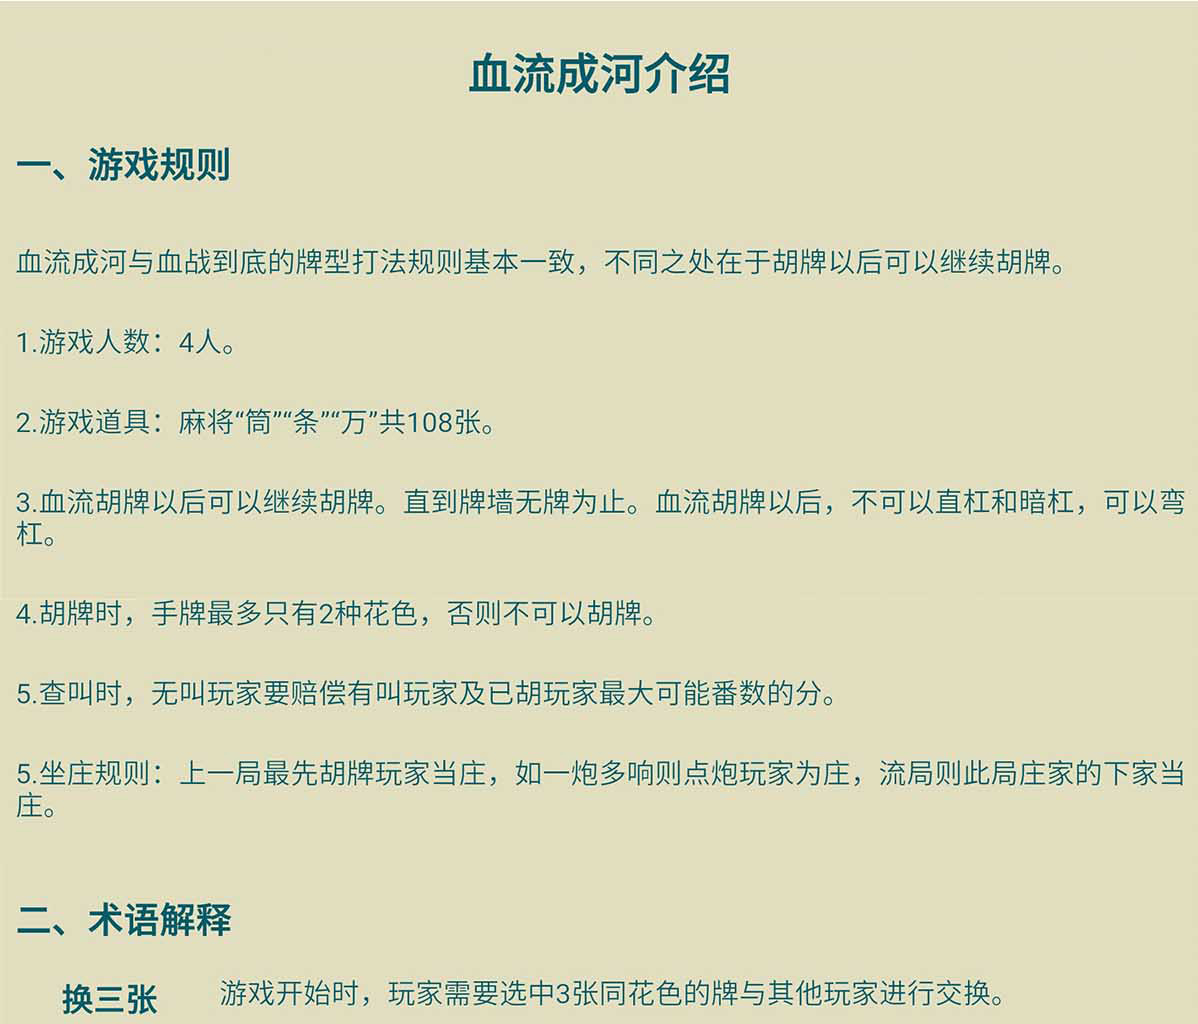 血流成河介绍
一、游戏规则
血流成河与血战到底的牌型打法规则基本一致，不同之处在于胡牌以后可以继续胡牌。
1.游戏人数：4人。
2.游戏道具：麻将“筒”“条”“万”共108张。
3.血流胡牌以后可以继续胡牌。直到牌墙无牌为止。血流胡牌以后，不可以直杠和暗杠，可以弯
杠。
4.胡牌时，手牌最多只有2种花色，否则不可以胡牌。
5.查叫时，无叫玩家要赔偿有叫玩家及已胡玩家最大可能番数的分。
5.坐庄规则：上一局最先胡牌玩家当庄，如一炮多响则点炮玩家为庄，流局则此局庄家的下家当
庄。
二、术语解释
换三张 游戏开始时，玩家需要选中3张同花色的牌与其他玩家进行交换。